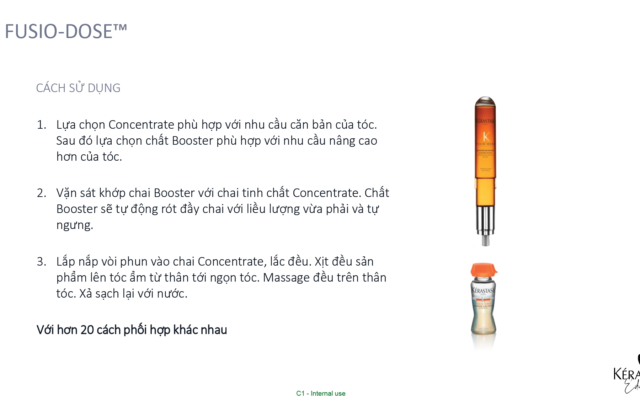 FUSIO-DOSE™
CÁCH SỬ DỤNG
1. Lựa chọn Concentrate phù hợp với nhu cầu căn bản của tóc.
Sau đó lựa chọn chất Booster phù hợp với nhu cầu nâng cao
hơn của tóc.
2. Vặn sát khớp chai Booster với chai tinh chất Concentrate. Chất
Booster sẽ tự động rót đầy chai với liều lượng vừa phải và tự
ngưng.
3. Lắp nắp vòi phun vào chai Concentrate, lắc đều. Xịt đều sản
phẩm lên tóc ẩm từ thân tới ngọn tóc. Massage đều trên thân
tóc. Xả sạch lại với nước.
Với hơn 20 cách phối hợp khác nhau
K
KÉRASTASE
KÉRA
C1 - Internal use